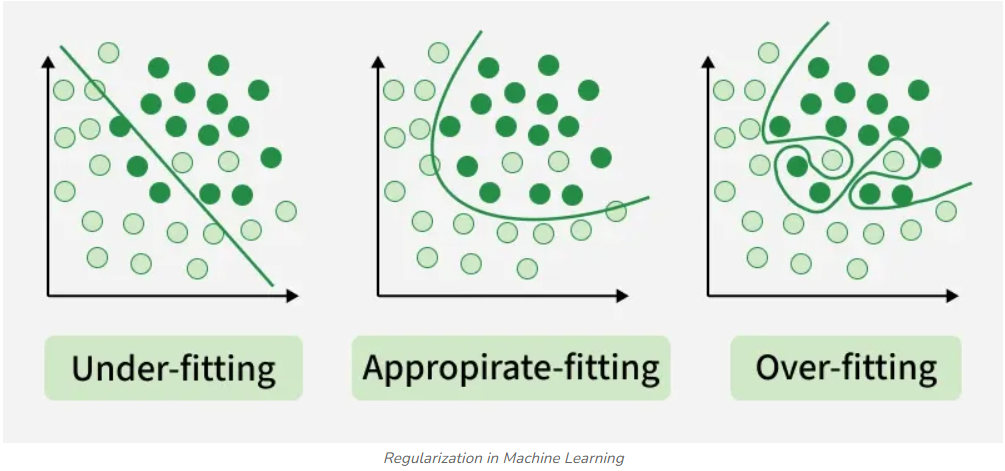 Under-fitting
Appropirate-fitting
Over-fitting
Regularization in Machine Learning